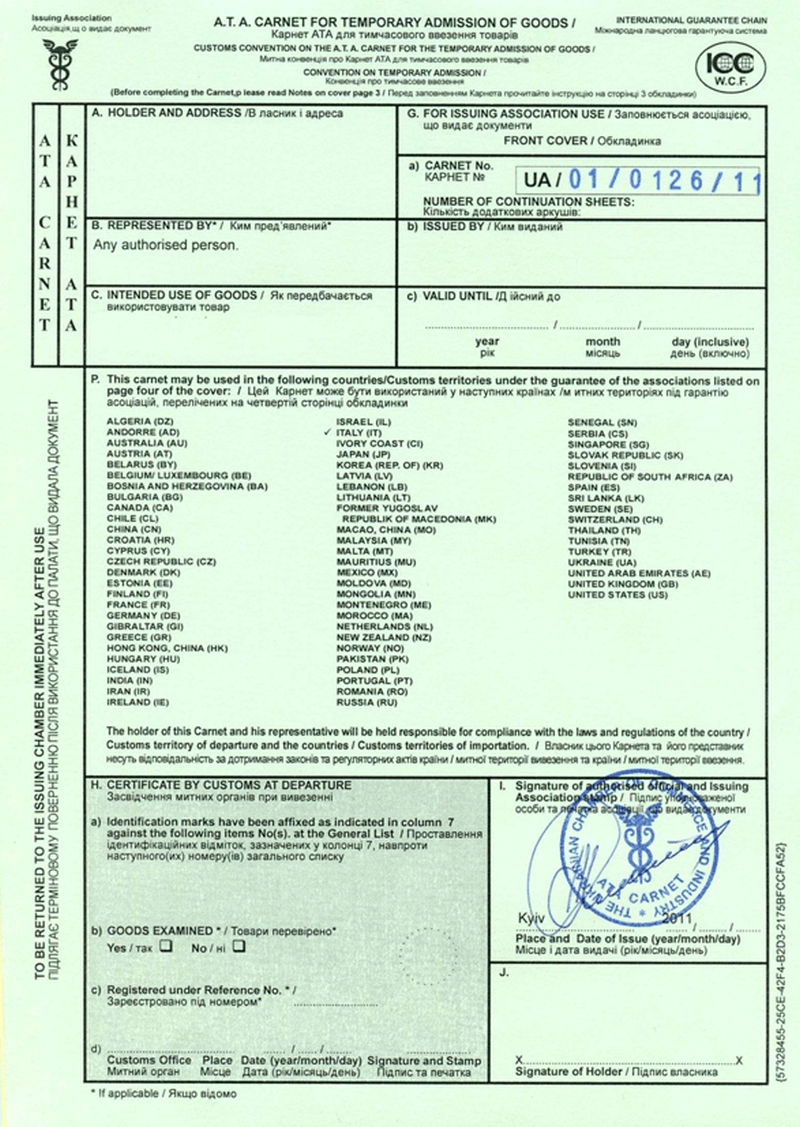 Issuing Association
Асоціація,щ о видає документ
A.T. A. CARNET FOR TEMPORARY ADMISSION OF GOODS /
Карнет АТА для тимчасового ввезення товарів
CUSTOMS CONVENTION ON THE A.T. A. CARNET FOR THE TEMPORARY ADMISSION OF GOODS /
Митна конвенція про Карнет АТА для тимчасового ввезення товарів
CONVENTION ON TEMPORARY ADMISSION /
Конвенція про тимчасове ввезення
(Before completing the Carnet,p lease read Notes on cover page 3 / Перед заповненням Карнета прочитайте інструкцію на сторінці 3 обкладинки)
INTERNATIONAL GUARANTEE CHAIN
Міжнародна ланцюгова гарантуюча система
ICC
W.C.F.
ATA CARNET
КАРНЕТ АТА
A. HOLDER AND ADDRESS /В ласник і адреса
G. FOR ISSUING ASSOCIATION USE / Заповнюється асоціацією,
що видає документи
FRONT COVER / Обкладинка
a) CARNET No.
КАРНЕТ №
UA / 01/0126/11
NUMBER OF CONTINUATION SHEETS:
Кількість додаткових аркушів:
B. REPRESENTED BY* / Ким пред'явлений*
Any authorised person.
b) ISSUED BY / Ким виданий
C. INTENDED USE OF GOODS / Як передбачається
використовувати товар
c) VALID UNTIL /Д ійсний до
/ /
year month day (inclusive)
рік місяць день (включно)
P. This carnet may be used in the following countries/Customs territories under the guarantee of the associations listed on
page four of the cover: / Цей Карнет може бути використаний у наступних країнах /м итних територіях під гарантію
асоціацій, перелічених на четвертій сторінці обкладинки
ALGERIA (DZ)
ANDORRE (AD)
AUSTRALIA (AU)
AUSTRIA (AT)
BELARUS (BY)
BELGIUM/ LUXEMBOURG (BE)
BOSNIA AND HERZEGOVINA (BA)
BULGARIA (BG)
CANADA (CA)
CHILE (CL)
CHINA (CN)
CROATIA (HR)
CYPRUS (CY)
CZECH REPUBLIC (CZ)
DENMARK (DK)
ESTONIA (EE)
FINLAND (FI)
FRANCE (FR)
GERMANY (DE)
GIBRALTAR (GI)
GREECE (GR)
HONG KONG, CHINA (HK)
HUNGARY (HU)
ICELAND (IS)
INDIA (IN)
IRAN (IR)
IRELAND (IE)
ISRAEL (IL)
✓ ITALY (IT)
IVORY COAST (CI)
JAPAN (JP)
KOREA (REP. OF) (KR)
LATVIA (LV)
LEBANON (LB)
LITHUANIA (LT)
FORMER YUGOSLAV
REPUBLIK OF MACEDONIA (MK)
MACAO, CHINA (MO)
MALAYSIA (MY)
MALTA (MT)
MAURITIUS (MU)
MEXICO (MX)
MOLDOVA (MD)
MONGOLIA (MN)
MONTENEGRO (ME)
MOROCCO (MA)
NETHERLANDS (NL)
NEW ZEALAND (NZ)
NORWAY (NO)
PAKISTAN (PK)
POLAND (PL)
PORTUGAL (PT)
ROMANIA (RO)
RUSSIA (RU)
SENEGAL (SN)
SERBIA (CS)
SINGAPORE (SG)
SLOVAK REPUBLIC (SK)
SLOVENIA (SI)
REPUBLIC OF SOUTH AFRICA (ZA)
SPAIN (ES)
SRI LANKA (LK)
SWEDEN (SE)
SWITZERLAND (CH)
THAILAND (TH)
TUNISIA (TN)
TURKEY (TR)
UKRAINE (UA)
UNITED ARAB EMIRATES (AE)
UNITED KINGDOM (GB)
UNITED STATES (US)
The holder of this Carnet and his representative will be held responsible for compliance with the laws and regulations of the country /
Customs territory of departure and the countries / Customs territories of importation. / Власник цього Карнета та його представник
несуть відповідальність за дотримання законів та регуляторних актів країни / митної території вивезення та країни / митної території ввезення.
TO BE RETURNED TO THE ISSUING CHAMBER IMMEDIATELY AFTER USE
ПІДЛЯГАЄ ТЕРМІНОВОМУ ПОВЕРНЕННЮ ПІСЛЯ ВИКОРИСТАННЯ ДО ПАЛАТИ, ЩО ВИДАЛА ДОКУМЕНТ
H. CERTIFICATE BY CUSTOMS AT DEPARTURE
Засвідчення митних органів при вивезенні
a) Identification marks have been affixed as indicated in column 7
against the following items No(s). at the General List / Проставлення
ідентифікаційних відміток, зазначених у колонці 7, навпроти
наступного(их) номеру(ів) загального списку
b) GOODS EXAMINED * / Товари перевірено*
Yes / так ☐ No / ні ☐
c) Registered under Reference No. * /
Зареєстровано під номером*
d) / /
Customs Office Place Date (year/month/day) Signature and Stamp
Митний орган Місце Дата (рік/місяць/день) Підпис та печатка
I. Signature of authorised official and Issuing
Association stamp / Підпис уповноваженої
особи та печатка асоціації, що видає документи
THE UKRAINIAN CHAMBER OF COMMERCE AND INDUSTRY
ATA CARNET
Kyiv 2011 / /
Place and Date of Issue (year/month/day)
Місце і дата видачі (рік/місяць/день)
J.
X X
Signature of Holder / Підпис власника
{57328455-25CE-42F4-B2D3-2175BFCCFA52}
* If applicable / Якщо відомо